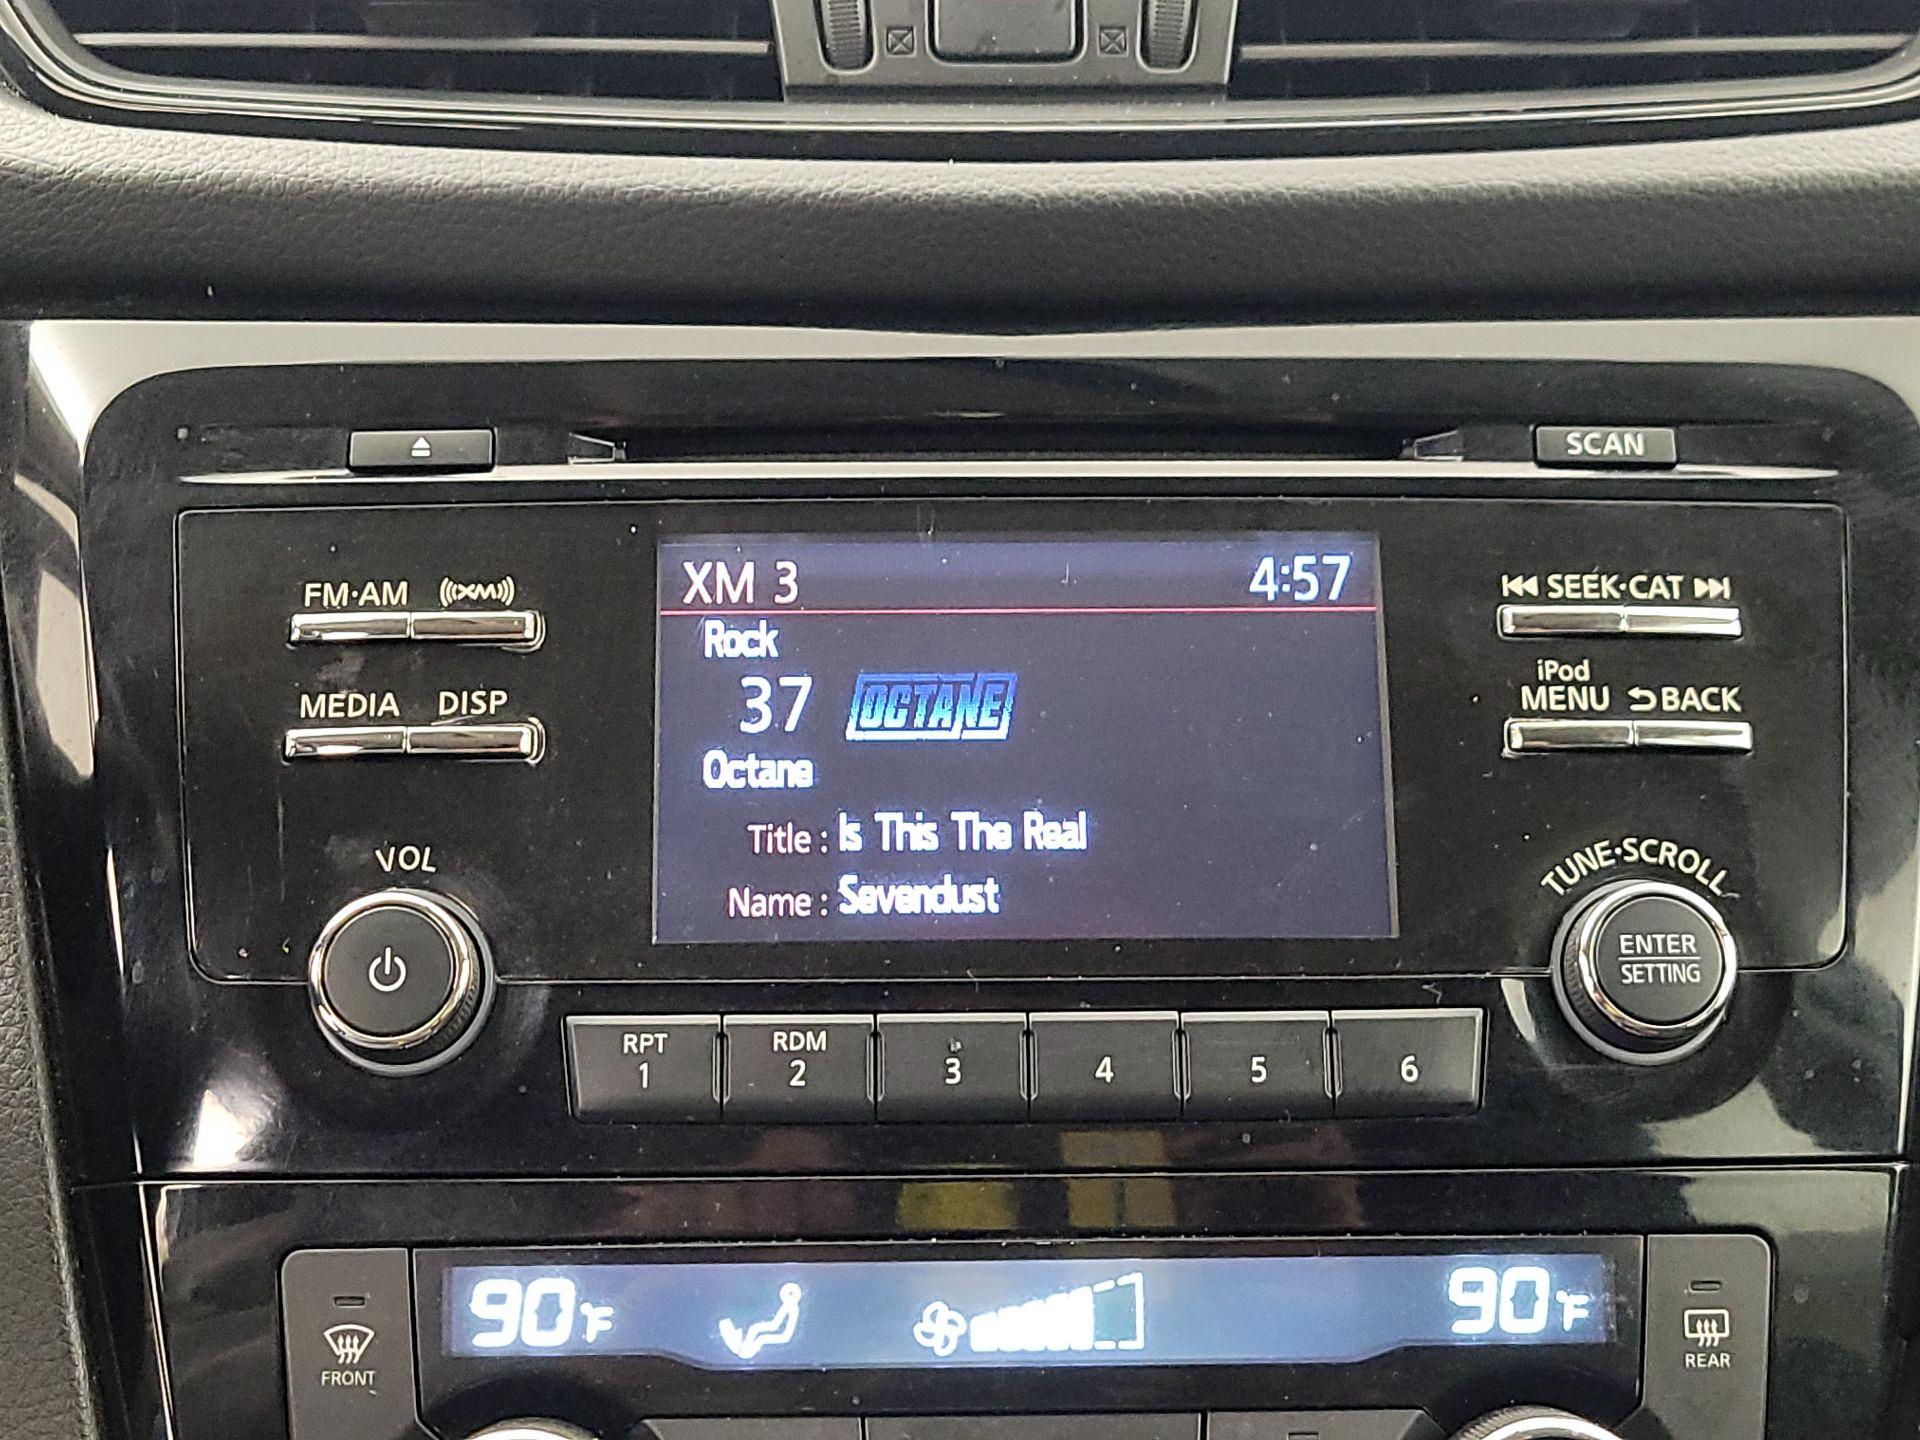 SCAN
FM·AM XM
SEEK·CAT
MEDIA DISP
iPod
MENU BACK
VOL
TUNE·SCROLL
ENTER
SETTING
XM 3 4:57
Rock
37 OCTANE
Octane
Title : Is This The Real
Name : Sevendust
RPT RDM
1 2 3 4 5 6
90°F 90°F
FRONT REAR